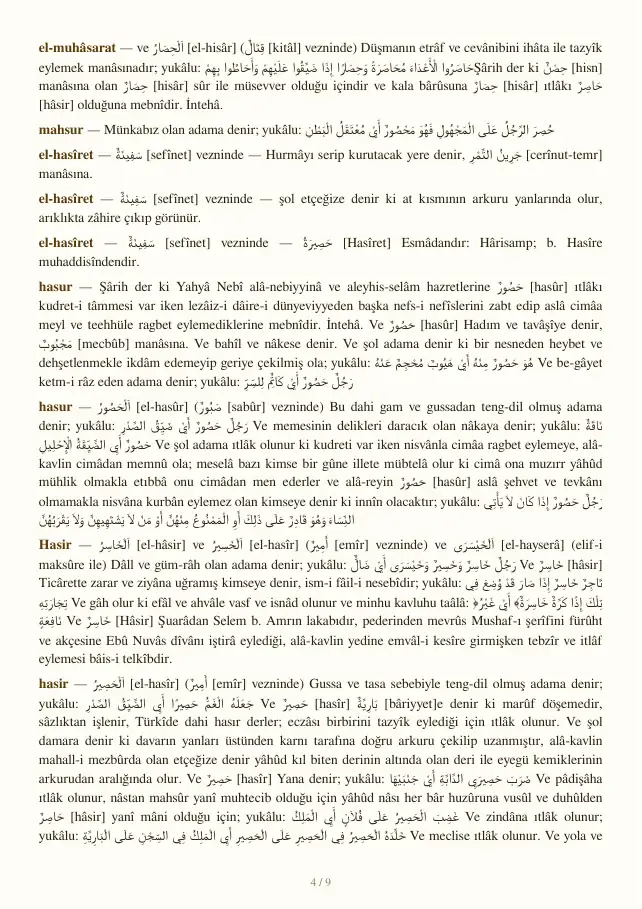 el-muhâsarat — ve اَلْحِصَارُ [el-hisâr] (قِتَالٌ [kitâl] vezninde) Düşmanın etrâf ve cevânibini ihâta ile tazyîk
eylemek manâsınadır; yukâlu: حَاصَرُوا الْأَعْدَاءَ مُحَاصَرَةً وَحِصَارًا إِذَا ضَيَّقُوا عَلَيْهِمْ وَأَحَاطُوا بِهِمْŞârih der ki حِصْنٌ [hisn]
manâsına olan حِصَارٌ [hisâr] sûr ile müsevver olduğu içindir ve kala bârûsuna حِصَارٌ [hisâr] ıtlâkı حَاصِرٌ
[hâsir] olduğuna mebnîdir. İntehâ.
mahsur — Münkabız olan adama denir; yukâlu: حُصِرَ الرَّجُلُ عَلَى الْمَجْهُولِ فَهُوَ مَحْصُورٌ أَيْ مُعْتَقَلُ الْبَطْنِ
el-hasîret — سَفِينَةٌ [sefînet] vezninde — Hurmâyı serip kurutacak yere denir, جَرِينُ التَّمْرِ [cerînut-temr]
manâsına.
el-hasîret — سَفِينَةٌ [sefînet] vezninde — şol etçeğize denir ki at kısmının arkuru yanlarında olur,
arıklıkta zâhire çıkıp görünür.
el-hasîret — سَفِينَةٌ [sefînet] vezninde — حَصِيرَةُ [Hasîret] Esmâdandır: Hârisamp; b. Hasîre
muhaddisîndendir.
hasur — Şârih der ki Yahyâ Nebî alâ-nebiyyinâ ve aleyhis-selâm hazretlerine حَصُورٌ [hasûr] ıtlâkı
kudret-i tâmmesi var iken lezâiz-i dâire-i dünyeviyyeden başka nefs-i nefîslerini zabt edip aslâ cimâa
meyl ve teehhüle ragbet eylemediklerine mebnîdir. İntehâ. Ve حَصُورٌ [hasûr] Hadım ve tavâşîye denir,
مَجْبُوبٌ [mecbûb] manâsına. Ve bahîl ve nâkese denir. Ve şol adama denir ki bir nesneden heybet ve
dehşetlenmekle ikdâm edemeyip geriye çekilmiş ola; yukâlu: هُوَ حَصُورٌ مِنْهُ أَيْ هَيُوبٌ مُحْجِمٌ عَنْهُ Ve be-gâyet
ketm-i râz eden adama denir; yukâlu: رَجُلٌ حَصُورٌ أَيْ كَاتِمٌ لِلسِّرِّ
hasur — اَلْحَصُورُ [el-hasûr] (صَبُورٌ [sabûr] vezninde) Bu dahi gam ve gussadan teng-dil olmuş adama
denir; yukâlu: رَجُلٌ حَصُورٌ أَيْ ضَيِّقُ الصَّدْرِ Ve memesinin delikleri daracık olan nâkaya denir; yukâlu: نَاقَةٌ
حَصُورٌ أَيِ الضَّيِّقَةُ الْإِحْلِيلِ Ve şol adama ıtlâk olunur ki kudreti var iken nisvânla cimâa ragbet eylemeye, alâ-
kavlin cimâdan memnû ola; meselâ bazı kimse bir güne illete mübtelâ olur ki cimâ ona muzırr yâhûd
mühlik olmakla etıbbâ onu cimâdan men ederler ve alâ-reyin حَصُورٌ [hasûr] aslâ şehvet ve tevkânı
olmamakla nisvâna kurbân eylemez olan kimseye denir ki innîn olacaktır; yukâlu: رَجُلٌ حَصُورٌ إِذَا كَانَ لاَ يَأْتِي
النِّسَاءَ وَهُوَ قَادِرٌ عَلَى ذَلِكَ أَوِ الْمَمْنُوعُ مِنْهُنَّ أَوْ مَنْ لاَ يَشْتَهِيهِنَّ وَلاَ يَقْرَبُهُنَّ
Hasir — اَلْخَاسِرُ [el-hâsir] ve اَلْخَسِيرُ [el-hasîr] (أَمِيرٌ [emîr] vezninde) ve اَلْخَيْسَرَى [el-hayserâ] (elif-i
maksûre ile) Dâll ve güm-râh olan adama denir; yukâlu: رَجُلٌ خَاسِرٌ وَخَسِيرٌ وَخَيْسَرَى أَيْ ضَالٌّ Ve خَاسِرٌ [hâsir]
Ticârette zarar ve ziyâna uğramış kimseye denir, ism-i fâil-i nesebîdir; yukâlu: تَاجِرٌ خَاسِرٌ إِذَا صَارَ قَدْ وُضِعَ فِي
تِجَارَتِهِ Ve gâh olur ki efâl ve ahvâle vasf ve isnâd olunur ve minhu kavluhu taâlâ: ﴿تِلْكَ إِذًا كَرَّةٌ خَاسِرَةٌ﴾ أَيْ غَيْرُ
نَافِعَةٍ Ve خَاسِرٌ [Hâsir] Şuarâdan Selem b. Amrın lakabıdır, pederinden mevrûs Mushaf-ı şerîfini fürûht
ve akçesine Ebû Nuvâs dîvânı iştirâ eylediği, alâ-kavlin yedine emvâl-i kesîre girmişken tebzîr ve itlâf
eylemesi bâis-i telkîbdir.
hasir — اَلْحَصِيرُ [el-hasîr] (أَمِيرٌ [emîr] vezninde) Gussa ve tasa sebebiyle teng-dil olmuş adama denir;
yukâlu: جَعَلَهُ الْغَمُّ حَصِيرًا أَيِ الضَّيِّقَ الصَّدْرِ Ve حَصِيرٌ [hasîr] بَارِيَّةٌ [bâriyyet]e denir ki marûf döşemedir,
sâzlıktan işlenir, Türkîde dahi hasır derler; eczâsı birbirini tazyîk eylediği için ıtlâk olunur. Ve şol
damara denir ki davarın yanları üstünden karnı tarafına doğru arkuru çekilip uzanmıştır, alâ-kavlin
mahall-i mezbûrda olan etçeğize denir yâhûd kıl biten derinin altında olan deri ile eyegü kemiklerinin
arkurudan aralığında olur. Ve حَصِيرٌ [hasîr] Yana denir; yukâlu: ضَرَبَ حَصِيرَيِ الدَّابَّةِ أَيْ جَنْبَيْهَا Ve pâdişâha
ıtlâk olunur, nâstan mahsûr yanî muhtecib olduğu için yâhûd nâsı her bâr huzûruna vusûl ve duhûlden
حَاصِرٌ [hâsir] yanî mâni olduğu için; yukâlu: غَضِبَ الْحَصِيرُ عَلَى فُلاَنٍ أَيِ الْمَلِكُ Ve zindâna ıtlâk olunur;
yukâlu: خَلَّدَهُ الْحَصِيرُ فِي الْحَصِيرِ عَلَى الْحَصِيرِ أَيِ الْمَلِكُ فِي السِّجْنِ عَلَى الْبَارِيَّةِ Ve meclise ıtlâk olunur. Ve yola ve
4 / 9